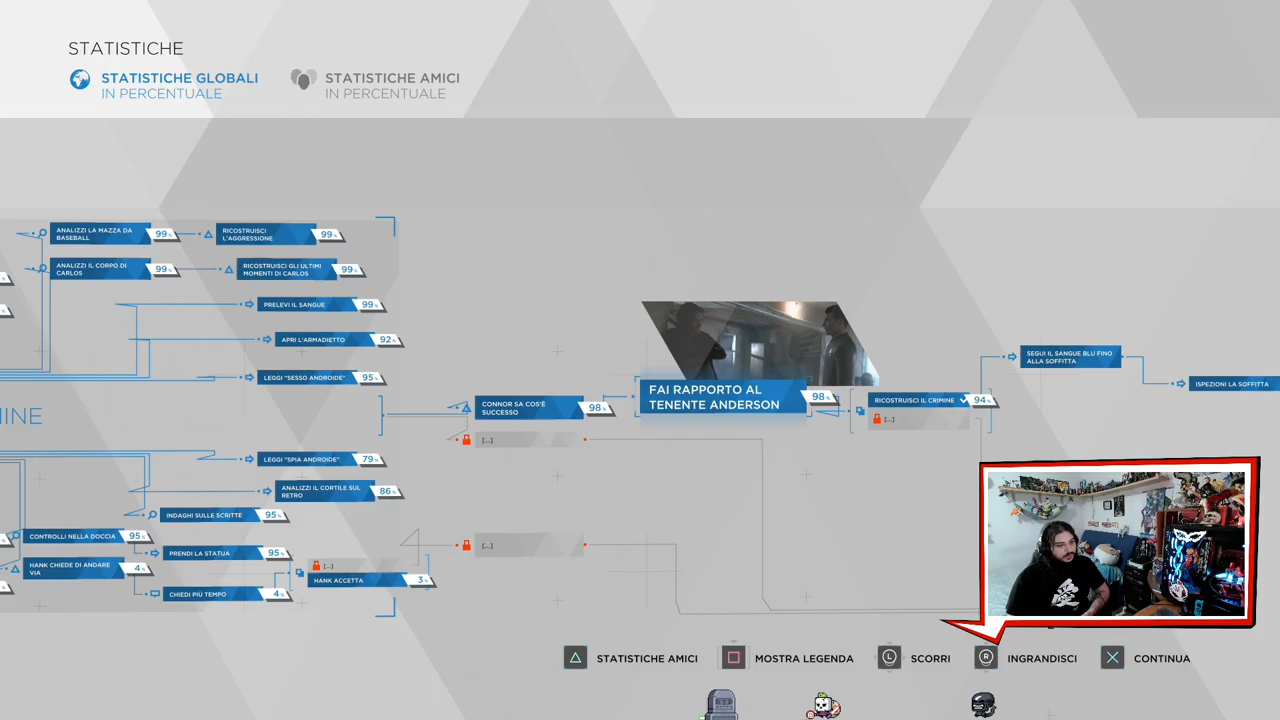 STATISTICHE
STATISTICHE GLOBALI
IN PERCENTUALE
STATISTICHE AMICI
IN PERCENTUALE
ANALIZZI LA MAZZA DA
BASEBALL
99%
RICOSTRUISCI
L'AGGRESSIONE
99%
ANALIZZI IL CORPO DI
CARLOS
99%
RICOSTRUISCI GLI ULTIMI
MOMENTI DI CARLOS
99%
PRELEVI IL SANGUE
99%
APRI L'ARMADIETTO
92%
LEGGI "SESSO ANDROIDE"
95%
MINE
CONNOR SA COS'È
SUCCESSO
98%
[...]
FAI RAPPORTO AL
TENENTE ANDERSON
98%
RICOSTRUISCI IL CRIMINE
94%
[...]
SEGUI IL SANGUE BLU FINO
ALLA SOFFITTA
ISPEZIONI LA SOFFITTA
LEGGI "SPIA ANDROIDE"
79%
ANALIZZI IL CORTILE SUL
RETRO
86%
INDAGHI SULLE SCRITTE
95%
CONTROLLI NELLA DOCCIA
95%
PRENDI LA STATUA
95%
HANK CHIEDE DI ANDARE
VIA
4%
CHIEDI PIÙ TEMPO
4%
[...]
HANK ACCETTA
3%
[...]
STATISTICHE AMICI
MOSTRA LEGENDA
L
SCORRI
R
INGRANDISCI
CONTINUA